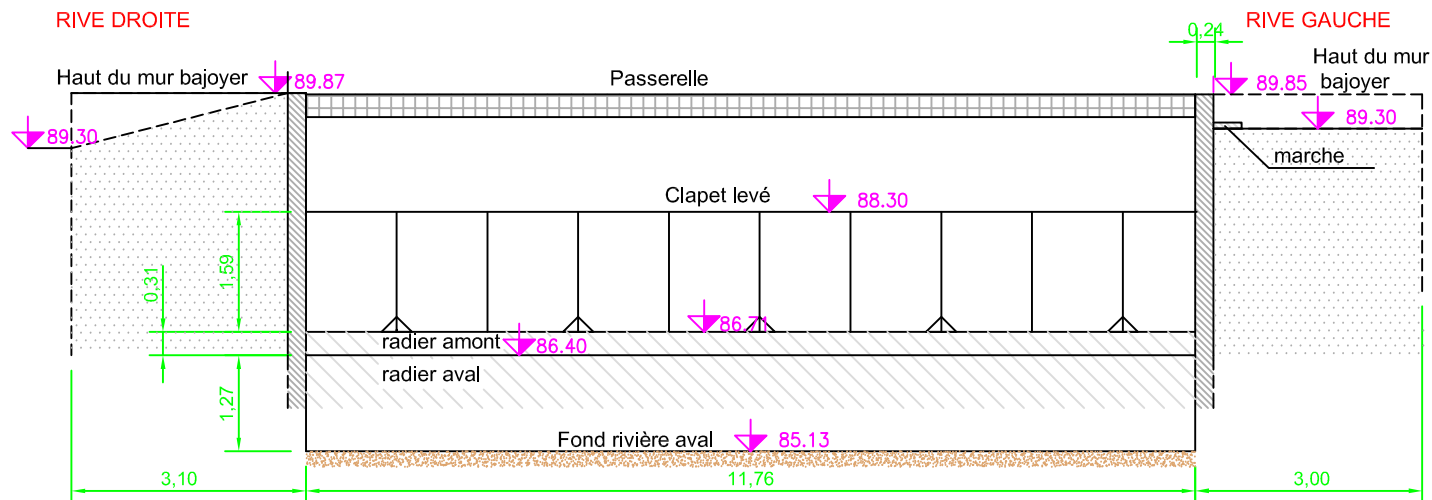 RIVE DROITE
RIVE GAUCHE
0,24
Haut du mur bajoyer
89.87
Passerelle
89.85
Haut du mur
bajoyer
89.30
89.30
marche
Clapet levé
88.30
1,59
0,31
86.71
radier amont
86.40
radier aval
1,27
Fond rivière aval
85.13
3,10
11,76
3,00